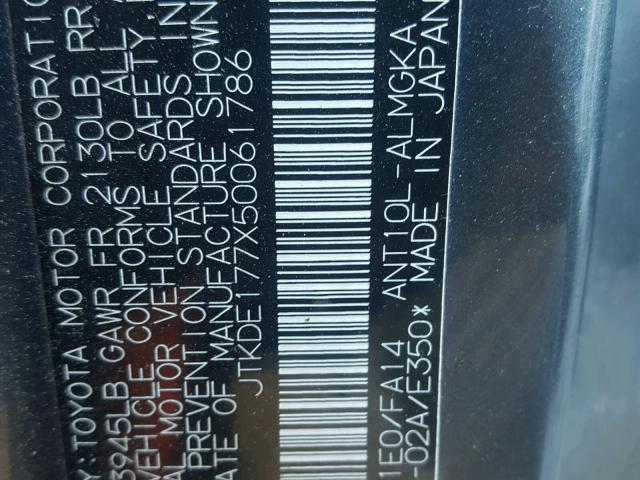 Y: TOYOTA MOTOR CORPORATIO
3945LB GAWR FR 2130LB RR
VEHICLE CONFORMS TO ALL
AL MOTOR VEHICLE SAFETY,
PREVENTION STANDARDS IN
ATE OF MANUFACTURE SHOWN
JTKDE177X50061786
1E0/FA14 ANT10L-ALMGKA
-02A/E350* MADE IN JAPAN